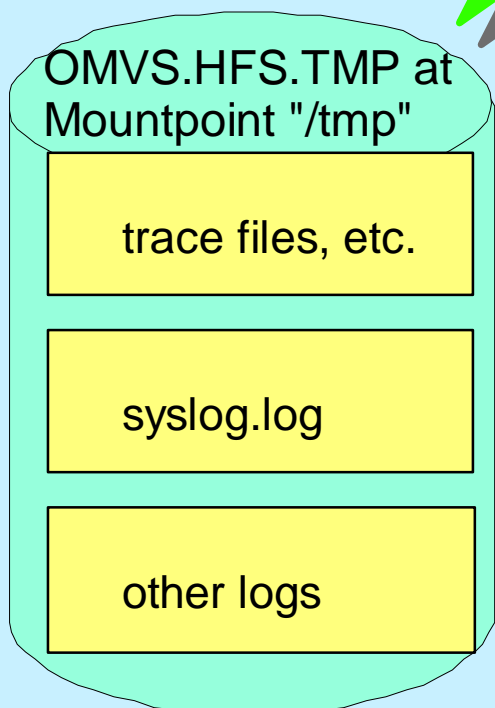 OMVS.HFS.TMP at
Mountpoint "/tmp"
trace files, etc.
syslog.log
other logs